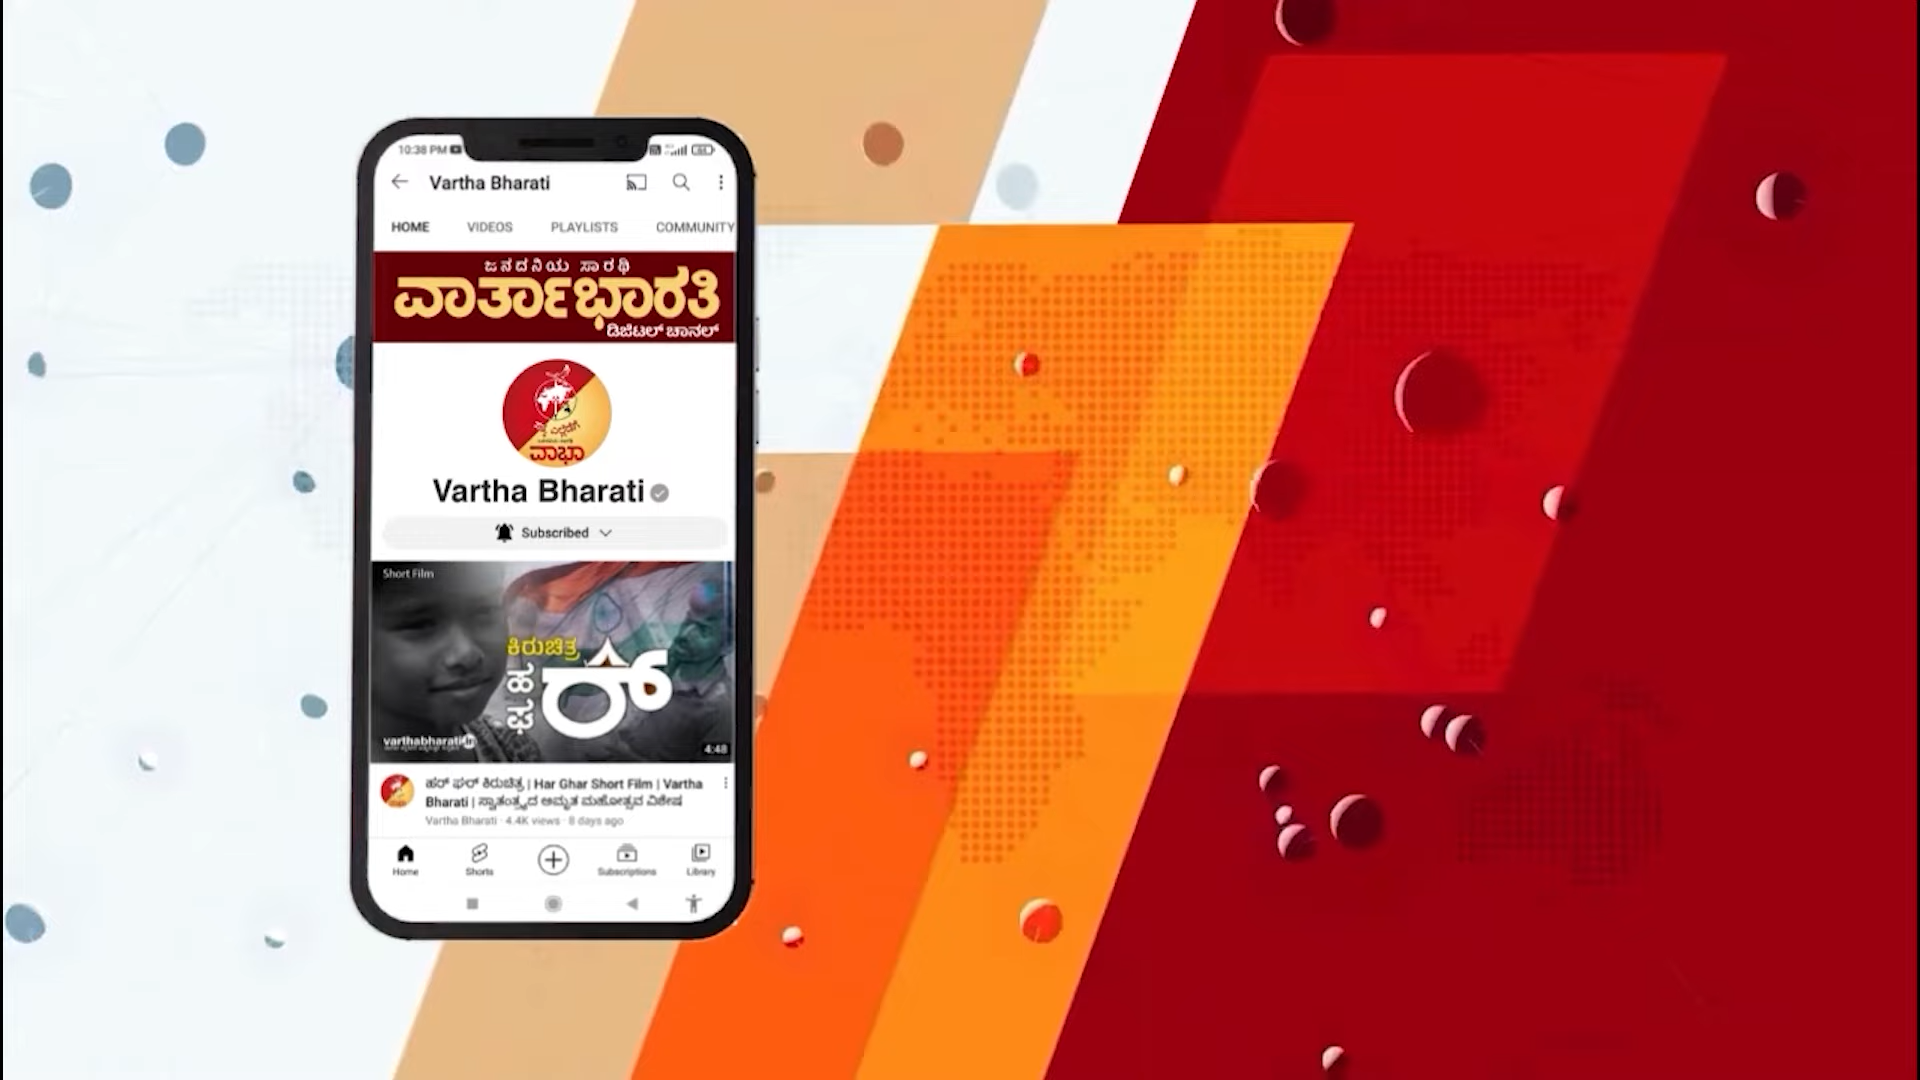 10:38 PM
Vartha Bharati
HOME VIDEOS PLAYLISTS COMMUNITY
ಜನದನಿಯ ಸಾರಥಿ
ವಾರ್ತಾಭಾರತಿ
ಡಿಜಿಟಲ್ ಚಾನಲ್
ವಾಭಾ
Vartha Bharati
Subscribed
Short Film
ಕಿರುಚಿತ್ರ
varthabharati.in
4:48
ಹರ್ ಘರ್ ಕಿರುಚಿತ್ರ | Har Ghar Short Film | Vartha
Bharati | ಸ್ವಾತಂತ್ರ್ಯದ ಅಮೃತ ಮಹೋತ್ಸವ ವಿಶೇಷ
Vartha Bharati · 4.4K views · 8 days ago
Home Shorts Subscriptions Library